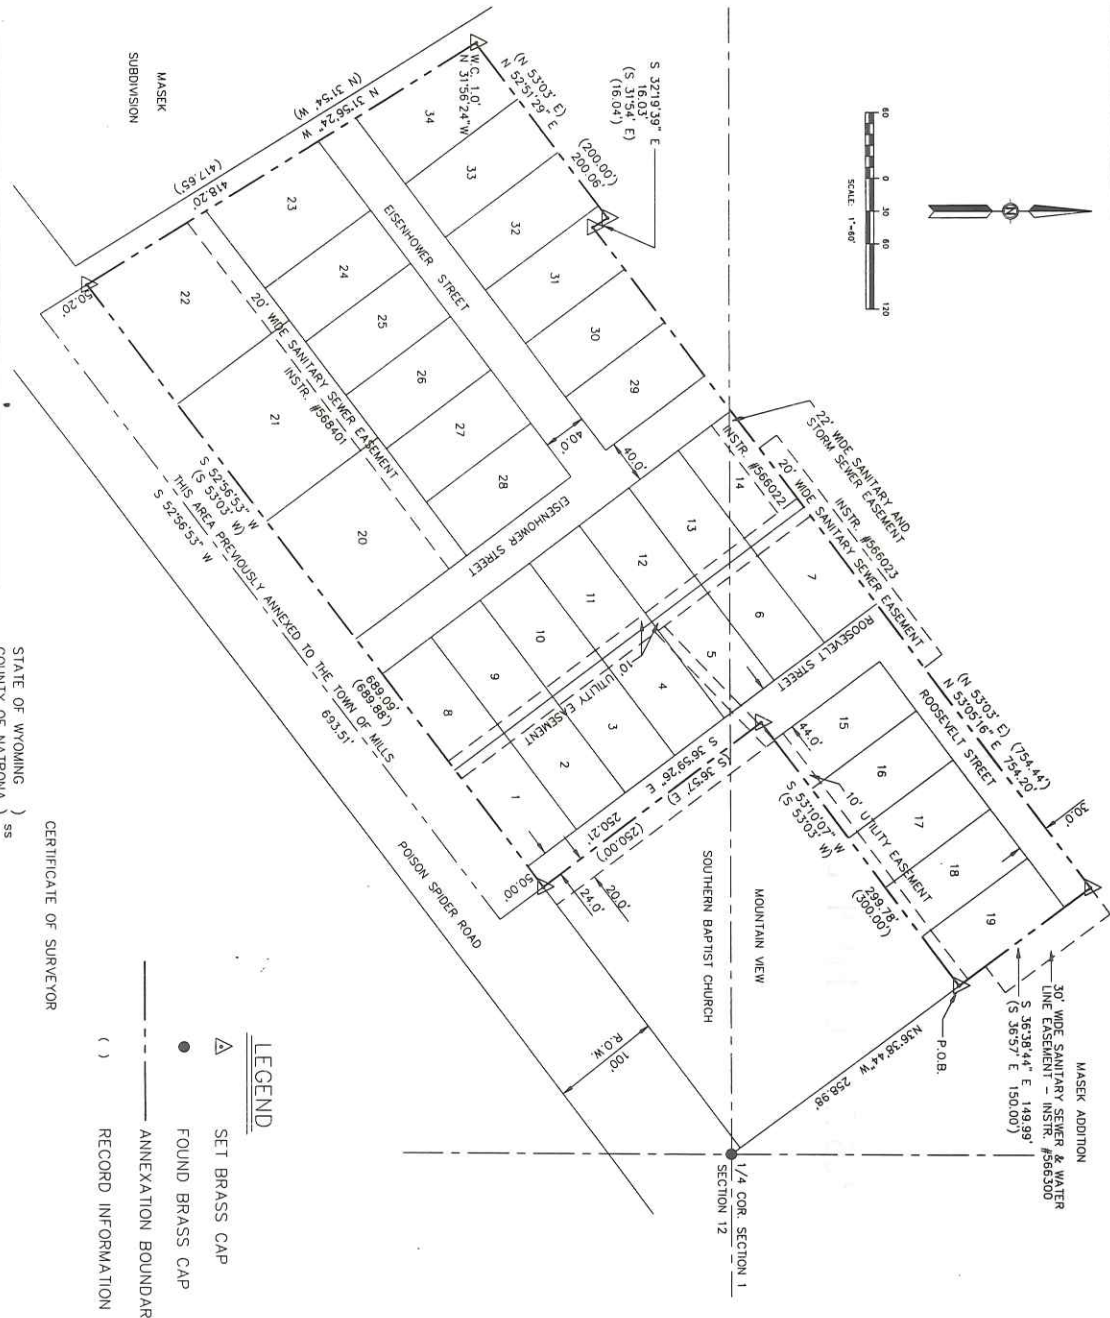 MASEK ADDITION
30' WIDE SANITARY SEWER & WATER
LINE EASEMENT - INSTR. #566300
S 36°38'44" E 149.99'
(S 36°57' E 150.00')
P.O.B.
N36°38'44"W 258.98'
1/4 COR. SECTION 1
SECTION 12
30.0'
(N 53°03' E) (754.44')
N 53°05'16" E 754.20'
ROOSEVELT STREET
19
18
17
16
15
10' UTILITY EASEMENT
299.78'
(300.00')
S 53°10'07" W
(S 53°03' W)
44.0'
MOUNTAIN VIEW
SOUTHERN BAPTIST CHURCH
22' WIDE SANITARY AND
STORM SEWER EASEMENT
INSTR. #566023
20' WIDE SANITARY SEWER EASEMENT
INSTR. #566022
ROOSEVELT STREET
14
13
12
11
10
9
8
7
6
5
4
3
2
1
10' UTILITY EASEMENT
S 36°59'26" E
(S 36°57' E)
250.21'
(250.00')
20.0'
24.0'
50.00'
POISON SPIDER ROAD
100'
R.O.W.
60
0
30
60
120
SCALE: 1"=60'
N
S 32°19'39" E
16.03'
(S 31°54' E)
(16.04')
(200.00')
200.06'
(N 53°03' E)
N 52°51'29" E
W.C. 1.0'
N 31°56'24"W
34
33
32
31
30
29
EISENHOWER STREET
40.0'
40.0'
EISENHOWER STREET
N 31°56'24" W
(N 31°54' W)
418.20'
(417.65')
23
24
25
26
27
28
20' WIDE SANITARY SEWER EASEMENT
INSTR. #568401
22
21
20
50.20'
S 52°56'53" W
(S 53°03' W)
689.09'
(689.88')
THIS AREA PREVIOUSLY ANNEXED TO THE TOWN OF MILLS
S 52°56'53" W
693.51'
MASEK
SUBDIVISION
LEGEND
SET BRASS CAP
FOUND BRASS CAP
ANNEXATION BOUNDAR
( ) RECORD INFORMATION
CERTIFICATE OF SURVEYOR
STATE OF WYOMING )
COUNTY OF NATRONA ) ss